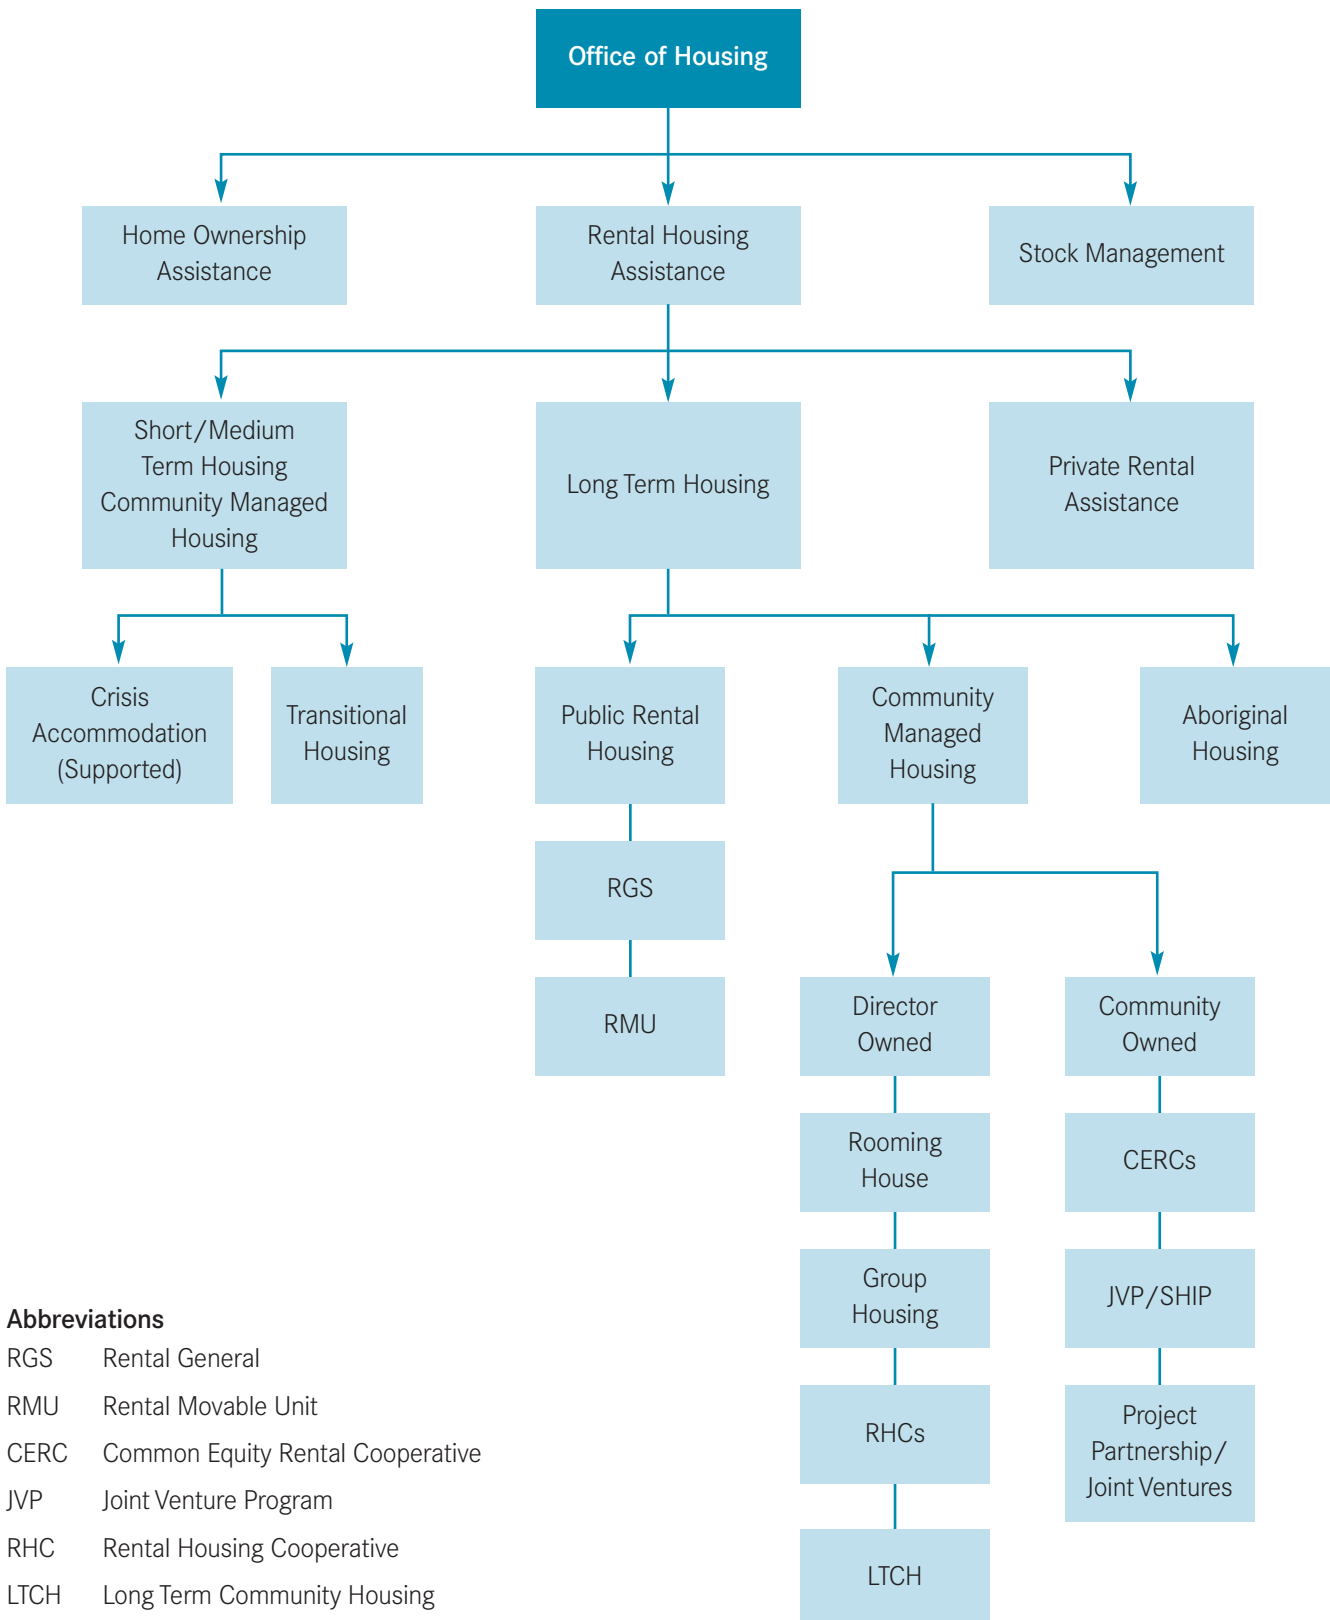 Office of Housing
Home Ownership
Assistance
Rental Housing
Assistance
Stock Management
Short/Medium
Term Housing
Community Managed
Housing
Long Term Housing
Private Rental
Assistance
Crisis
Accommodation
(Supported)
Transitional
Housing
Public Rental
Housing
Community
Managed
Housing
Aboriginal
Housing
RGS
RMU
Director
Owned
Community
Owned
Rooming
House
CERCs
Group
Housing
JVP/SHIP
RHCs
Project
Partnership/
Joint Ventures
LTCH
Abbreviations
RGS Rental General
RMU Rental Movable Unit
CERC Common Equity Rental Cooperative
JVP Joint Venture Program
RHC Rental Housing Cooperative
LTCH Long Term Community Housing